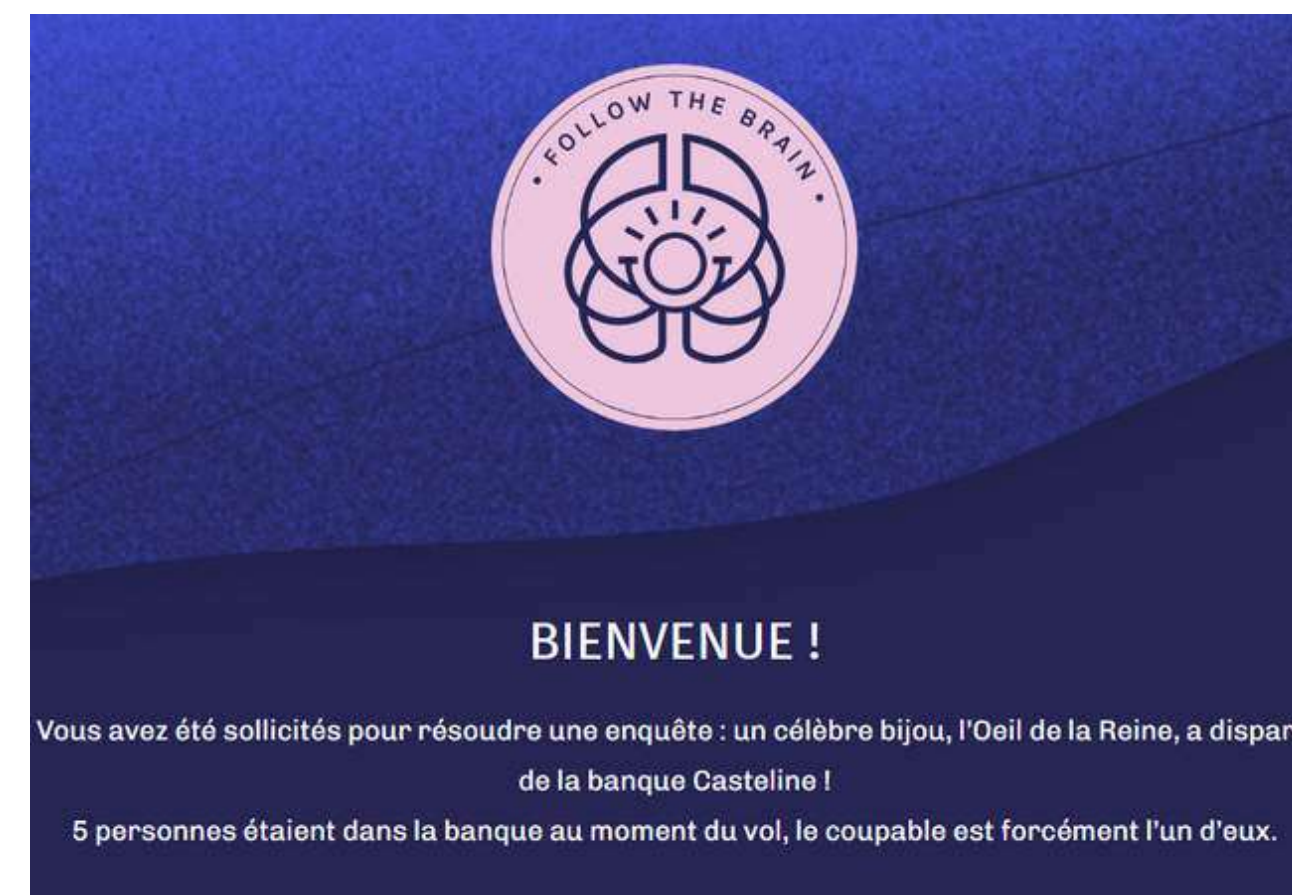 • FOLLOW THE BRAIN •
BIENVENUE !
Vous avez été sollicités pour résoudre une enquête : un célèbre bijou, l'Oeil de la Reine, a dispar
de la banque Casteline !
5 personnes étaient dans la banque au moment du vol, le coupable est forcément l'un d'eux.